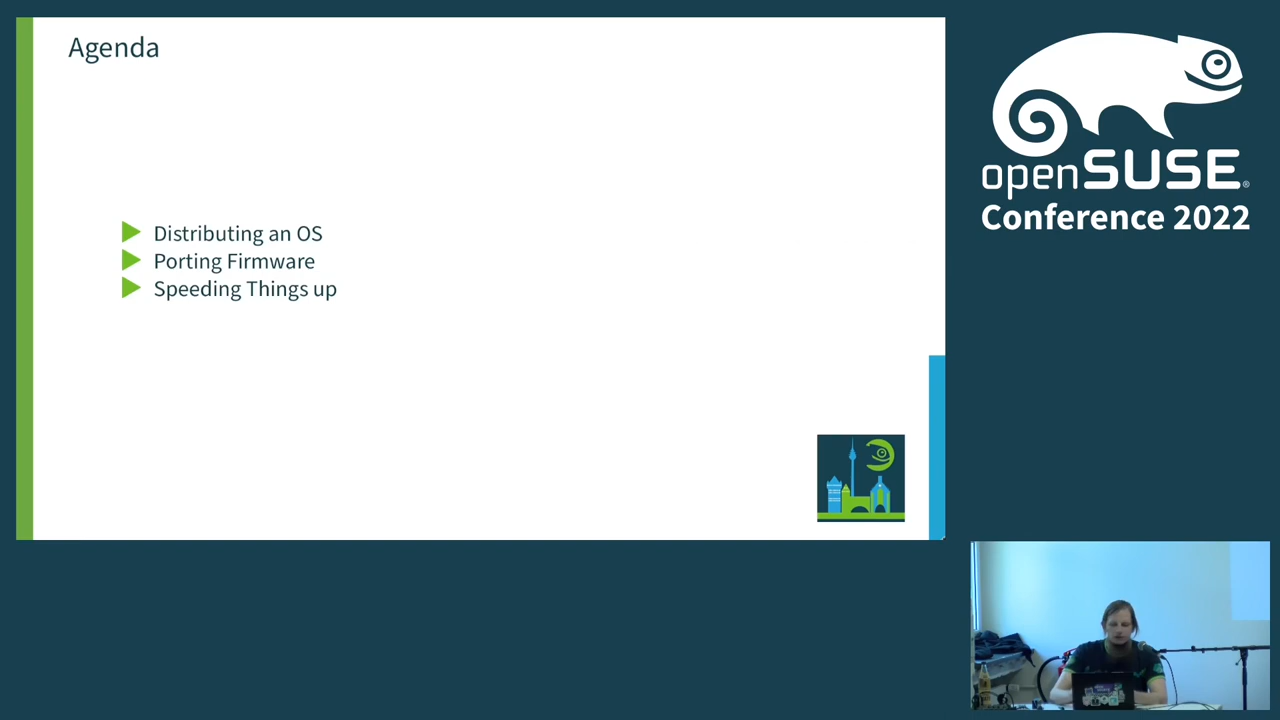 Agenda
Distributing an OS
Porting Firmware
Speeding Things up
openSUSE®
Conference 2022